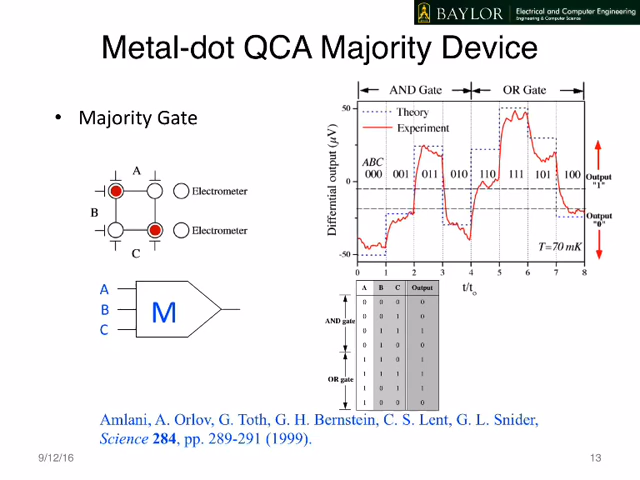 BAYLOR
Electrical and Computer Engineering
Engineering & Computer Science
Metal-dot QCA Majority Device
• Majority Gate
A
B
C
Electrometer
Electrometer
A
B
C
M
AND Gate OR Gate
Theory
Experiment
ABC
000 001 011 010 110 111 101 100
Output
"1"
Output
"0"
T=70 mK
Differntial output (μV)
50
0
-50
0 1 2 3 4 5 6 7 8
t/to
A B C Output
0 0 0 0
0 0 1 0
0 1 1 1
0 1 0 0
1 1 0 1
1 1 1 1
1 0 1 1
1 0 0 0
AND gate
OR gate
Amlani, A. Orlov, G. Toth, G. H. Bernstein, C. S. Lent, G. L. Snider,
Science 284, pp. 289-291 (1999).
9/12/16
13